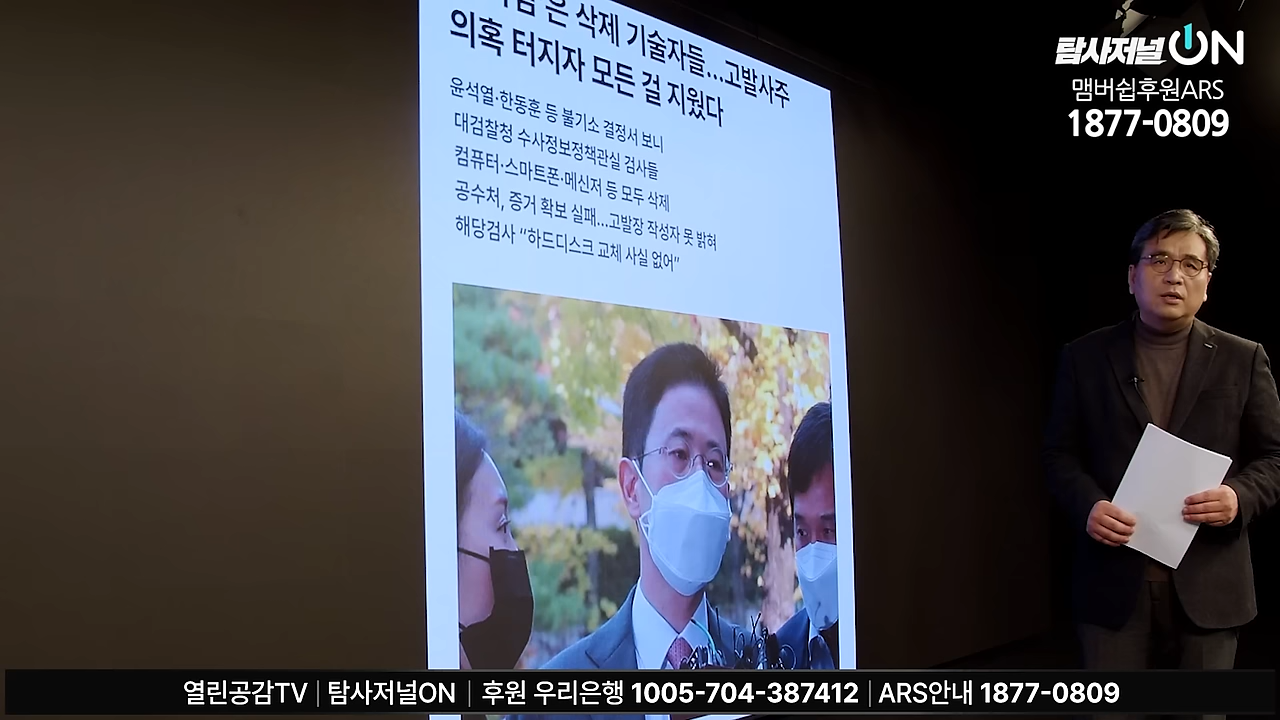 은 삭제 기술자들…고발사주
의혹 터지자 모든 걸 지웠다
윤석열·한동훈 등 불기소 결정서 보니
대검찰청 수사정보정책관실 검사들
컴퓨터·스마트폰·메신저 등 모두 삭제
공수처, 증거 확보 실패…고발장 작성자 못 밝혀
해당검사 “하드디스크 교체 사실 없어”
탐사저널ON
맴버쉽후원ARS
1877-0809
열린공감TV | 탐사저널ON | 후원 우리은행 1005-704-387412 | ARS안내 1877-0809